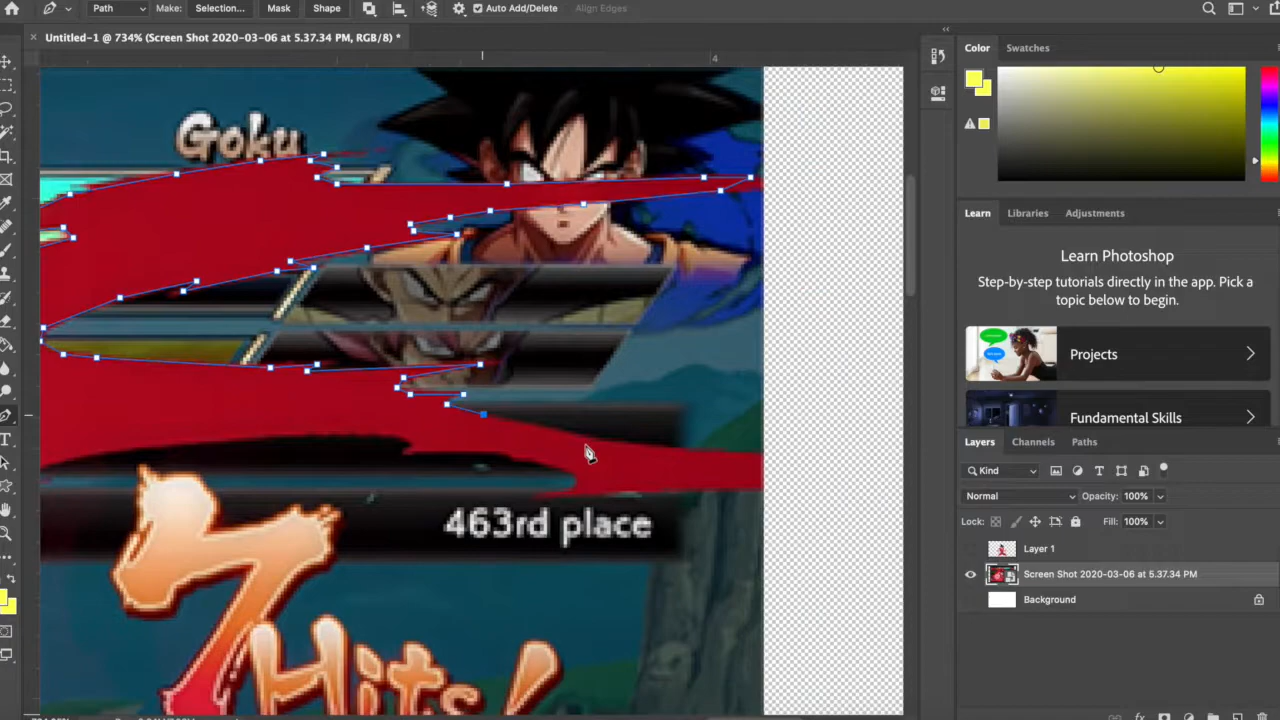 Path Make: Selection... Mask Shape Auto Add/Delete Align Edges
Untitled-1 @ 734% (Screen Shot 2020-03-06 at 5.37.34 PM, RGB/8) *
4
Goku
463rd place
7
Hits!
Color Swatches
Learn Libraries Adjustments
Learn Photoshop
Step-by-step tutorials directly in the app. Pick a
topic below to begin.
Projects
Fundamental Skills
Layers Channels Paths
Kind
Normal Opacity: 100%
Lock: Fill: 100%
Layer 1
Screen Shot 2020-03-06 at 5.37.34 PM
Background